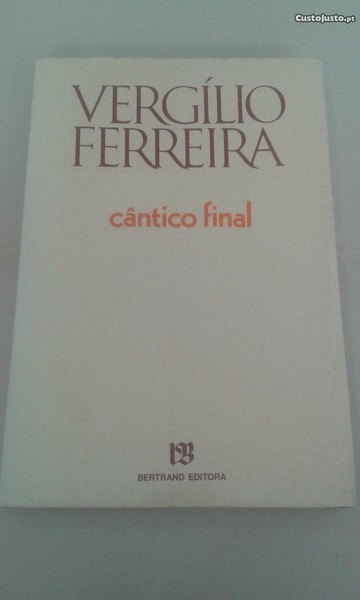 CustoJusto.pt
VERGÍLIO
FERREIRA
cântico final
BERTRAND EDITORA